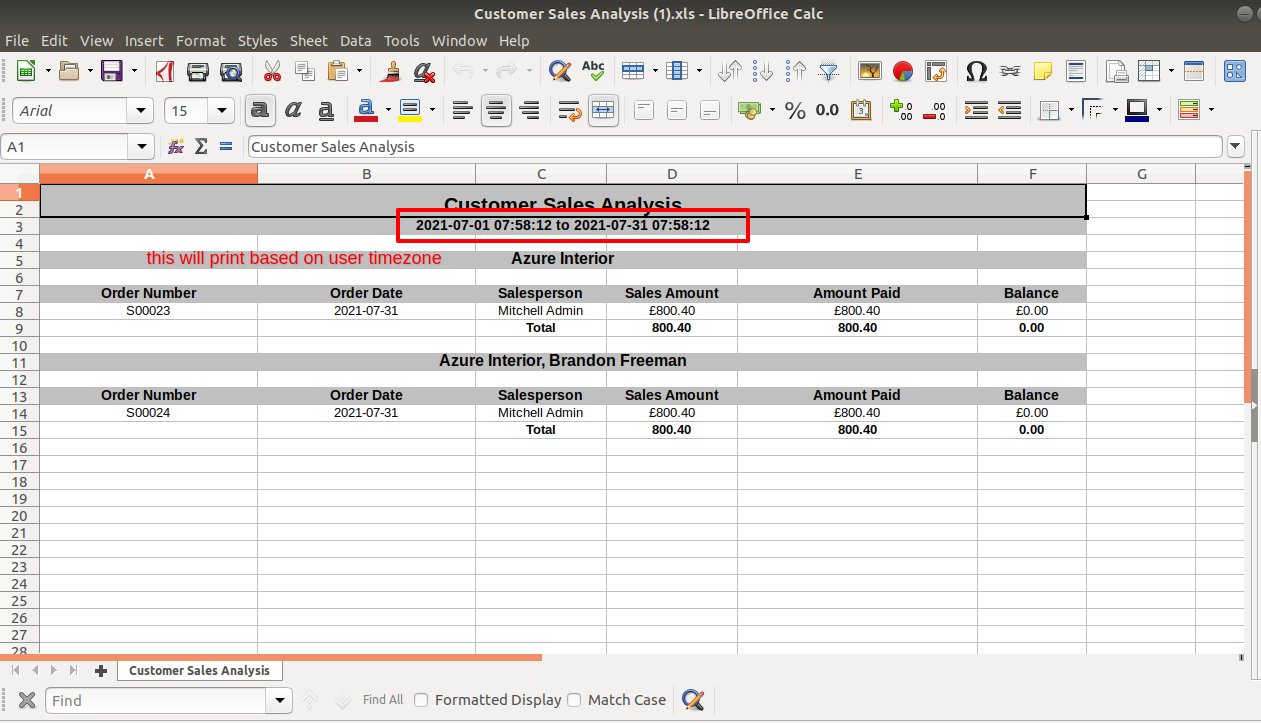 Customer Sales Analysis (1).xls - LibreOffice Calc
File Edit View Insert Format Styles Sheet Data Tools Window Help
Abc
Arial 15 a a a a % 0.0 .00
A1 Customer Sales Analysis
A B C D E F G
1
Customer Sales Analysis
2
3 2021-07-01 07:58:12 to 2021-07-31 07:58:12
4
5 this will print based on user timezone Azure Interior
6
7 Order Number Order Date Salesperson Sales Amount Amount Paid Balance
8 S00023 2021-07-31 Mitchell Admin £800.40 £800.40 £0.00
9 Total 800.40 800.40 0.00
10
11 Azure Interior, Brandon Freeman
12
13 Order Number Order Date Salesperson Sales Amount Amount Paid Balance
14 S00024 2021-07-31 Mitchell Admin £800.40 £800.40 £0.00
15 Total 800.40 800.40 0.00
16
17
18
19
20
21
22
23
24
25
26
27
28
Customer Sales Analysis
Find Find All Formatted Display Match Case